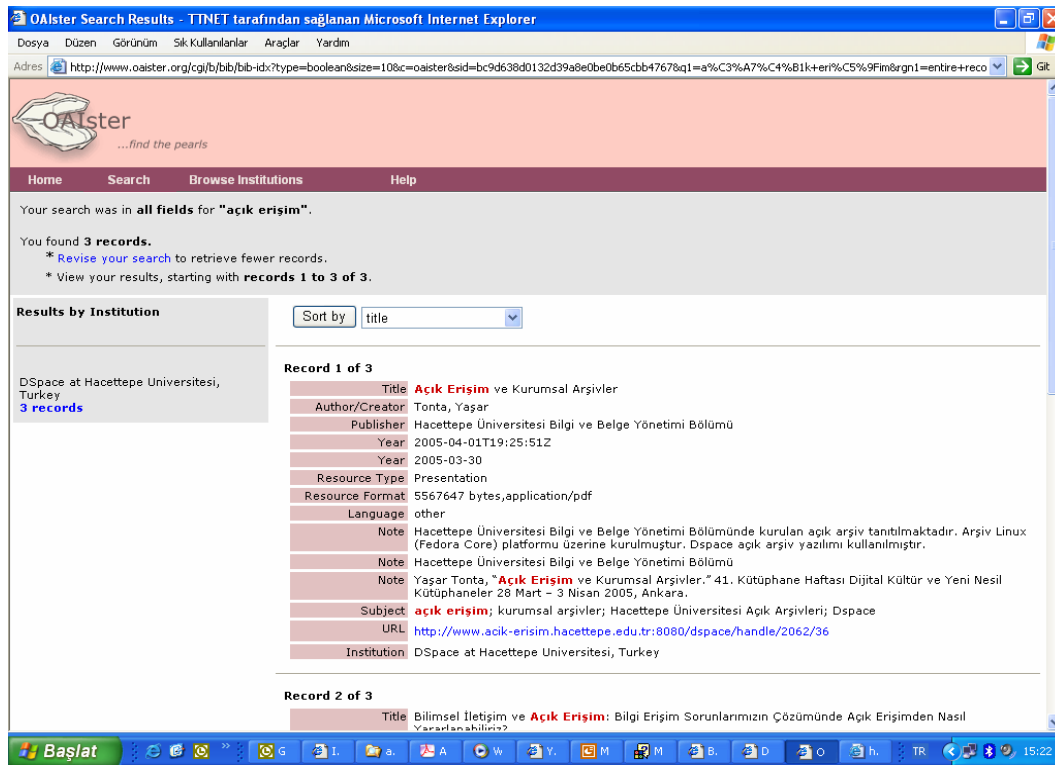 OAIster Search Results - TTNET tarafından sağlanan Microsoft Internet Explorer
Dosya Düzen Görünüm Sık Kullanılanlar Araçlar Yardım
Adres http://www.oaister.org/cgi/b/bib/bib-idx?type=boolean&size=10&c=oaister&sid=bc9d638d0132d39a8e0be0b65cbb4767&q1=a%C3%A7%C4%B1k+eri%C5%9Fim&rgn1=entire+reco Git
OAIster
...find the pearls
Home Search Browse Institutions Help
Your search was in all fields for "açık erişim".
You found 3 records.
* Revise your search to retrieve fewer records.
* View your results, starting with records 1 to 3 of 3.
Results by Institution
Sort by title
DSpace at Hacettepe Universitesi,
Turkey
3 records
Record 1 of 3
Title Açık Erişim ve Kurumsal Arşivler
Author/Creator Tonta, Yaşar
Publisher Hacettepe Üniversitesi Bilgi ve Belge Yönetimi Bölümü
Year 2005-04-01T19:25:51Z
Year 2005-03-30
Resource Type Presentation
Resource Format 5567647 bytes,application/pdf
Language other
Note Hacettepe Üniversitesi Bilgi ve Belge Yönetimi Bölümünde kurulan açık arşiv tanıtılmaktadır. Arşiv Linux
(Fedora Core) platformu üzerine kurulmuştur. Dspace açık arşiv yazılımı kullanılmıştır.
Note Hacettepe Üniversitesi Bilgi ve Belge Yönetimi Bölümü
Note Yaşar Tonta, "Açık Erişim ve Kurumsal Arşivler." 41. Kütüphane Haftası Dijital Kültür ve Yeni Nesil
Kütüphaneler 28 Mart – 3 Nisan 2005, Ankara.
Subject açık erişim; kurumsal arşivler; Hacettepe Üniversitesi Açık Arşivleri; Dspace
URL http://www.acik-erisim.hacettepe.edu.tr:8080/dspace/handle/2062/36
Institution DSpace at Hacettepe Universitesi, Turkey
Record 2 of 3
Title Bilimsel İletişim ve Açık Erişim: Bilgi Erişim Sorunlarımızın Çözümünde Açık Erişimden Nasıl
Yararlanabiliriz?
Başlat G I. a. A W Y. M M B. D O h. TR 15:22